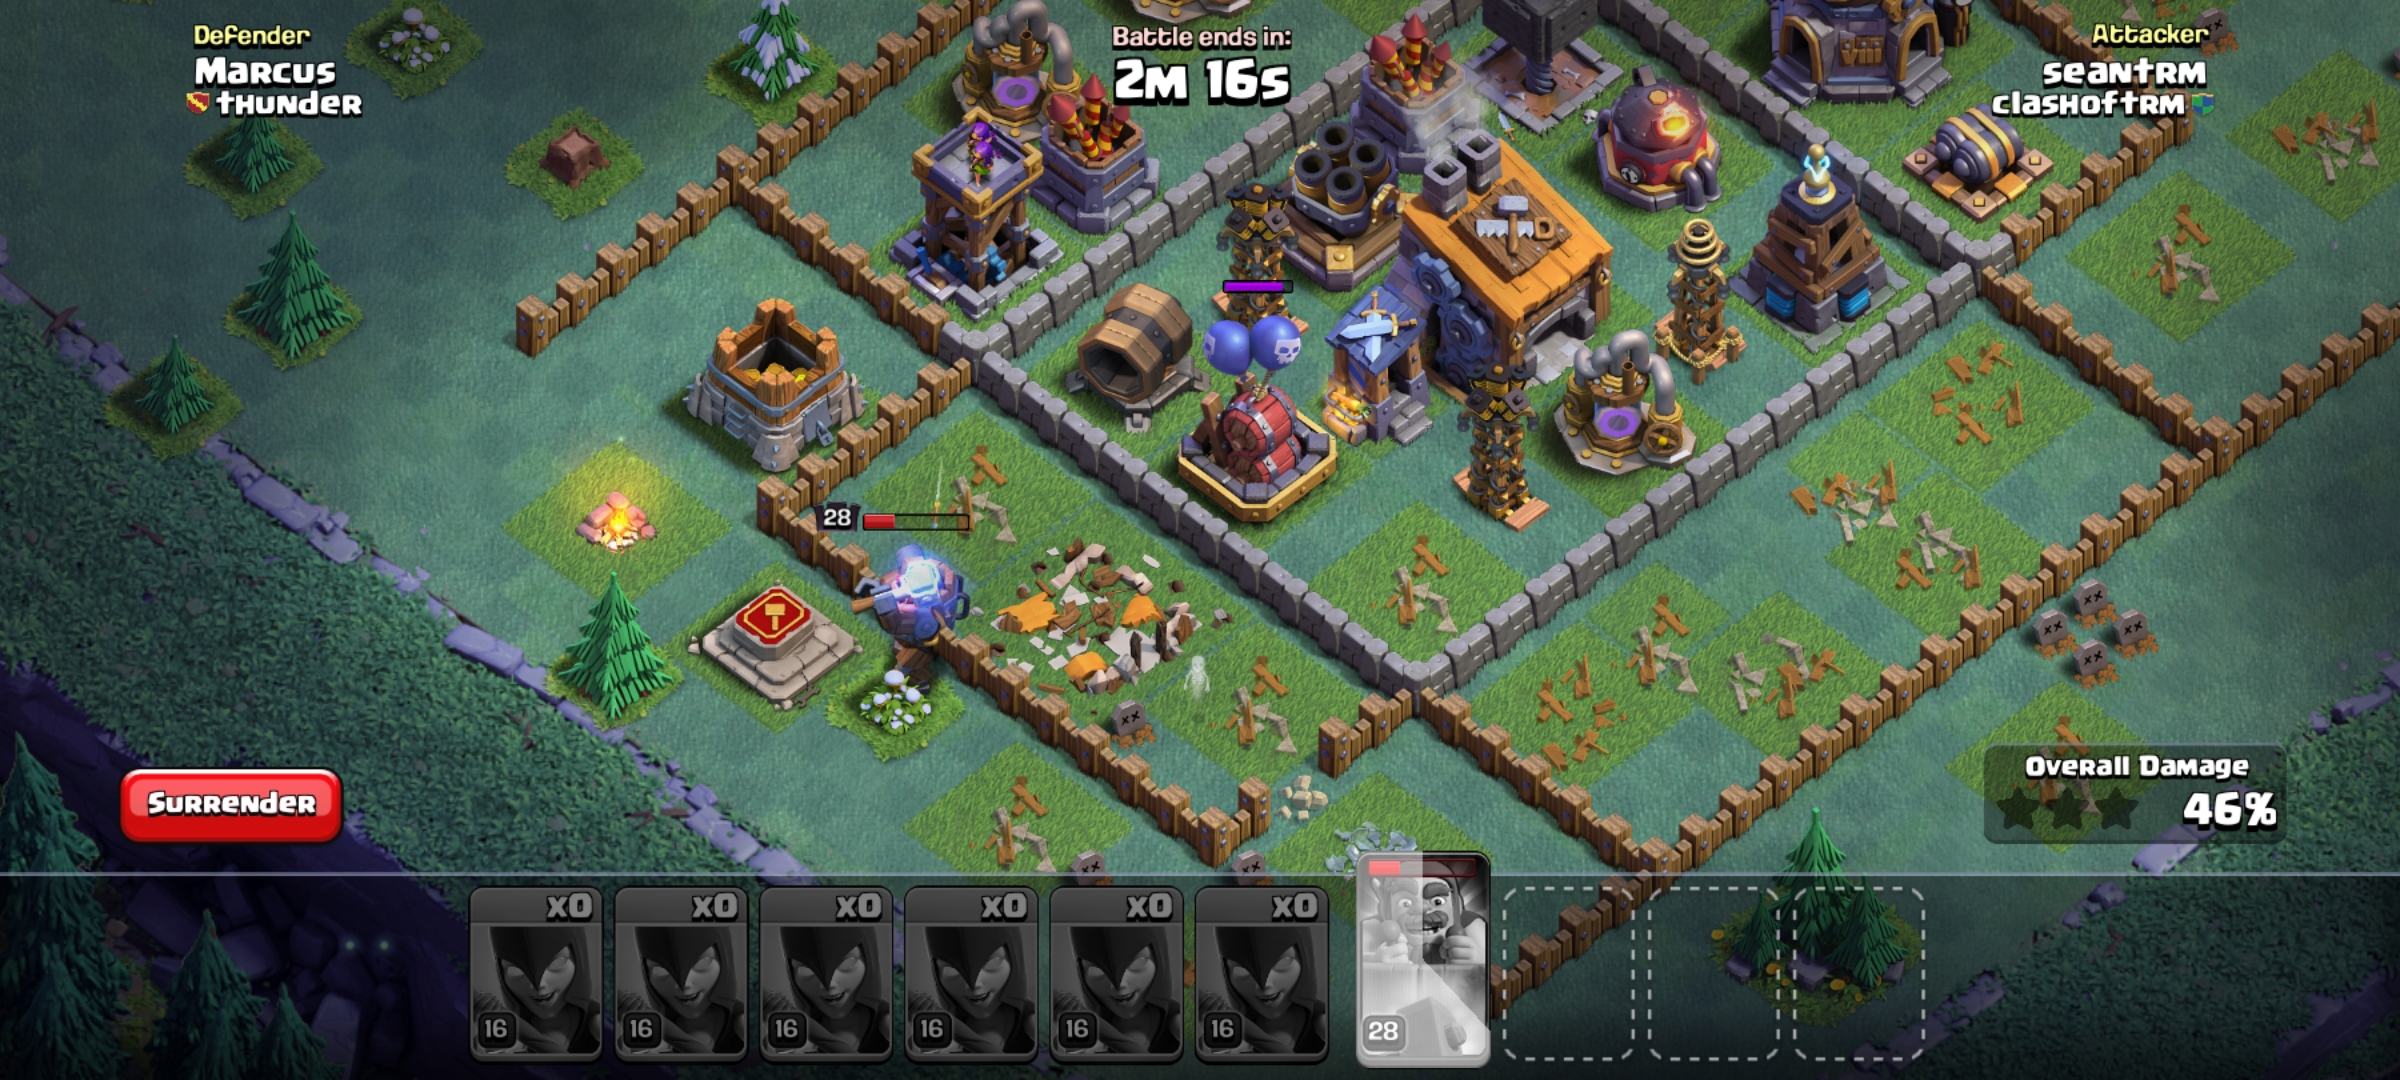 Defender
Marcus
thunder
Battle ends in:
2M 16s
Attacker
seantrm
clashoftrm
VIII
28
Surrender
Overall Damage
46%
x0
x0
x0
x0
x0
x0
16
16
16
16
16
16
28